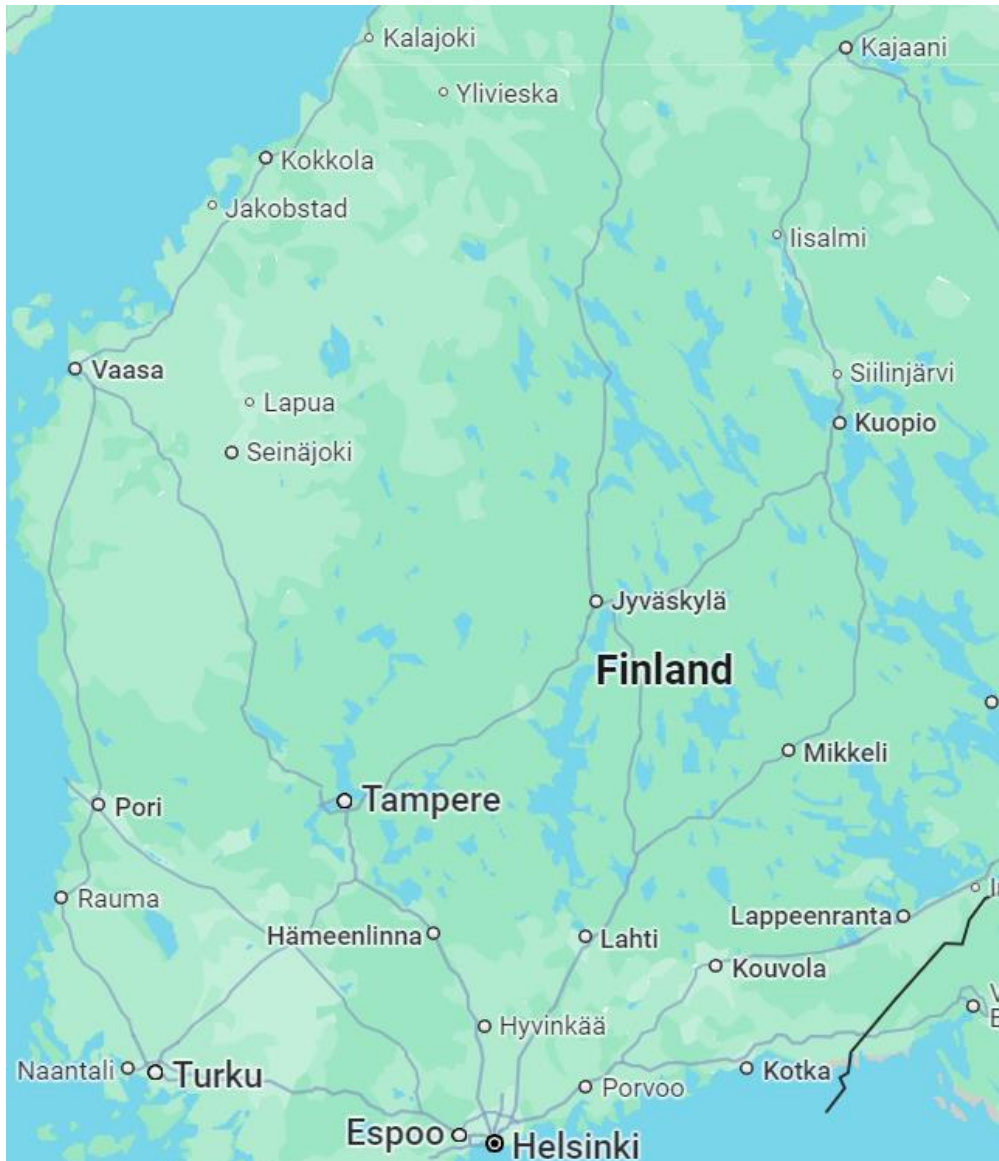 Kalajoki
Kajaani
Ylivieska
Kokkola
Jakobstad
Iisalmi
Vaasa
Siilinjärvi
Lapua
Kuopio
Seinäjoki
Jyväskylä
Finland
Mikkeli
Tampere
Pori
Rauma
Lappeenranta
Hämeenlinna
Lahti
Kouvola
Hyvinkää
Naantali
Turku
Kotka
Porvoo
Espoo
Helsinki